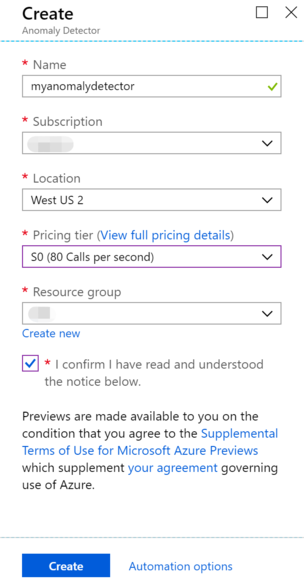 Create
Anomaly Detector
* Name
myanomalydetector
* Subscription
* Location
West US 2
* Pricing tier (View full pricing details)
S0 (80 Calls per second)
* Resource group
Create new
* I confirm I have read and understood
the notice below.
Previews are made available to you on the
condition that you agree to the Supplemental
Terms of Use for Microsoft Azure Previews
which supplement your agreement governing
use of Azure.
Create Automation options